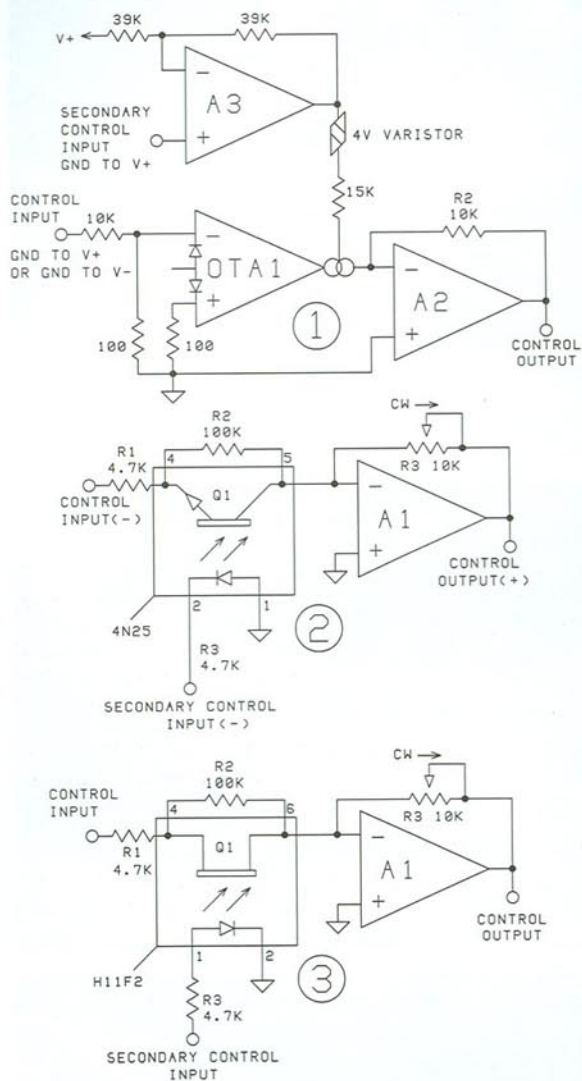 39K
39K
V+
−
A3
+
SECONDARY
CONTROL
INPUT
GND TO V+
4V VARISTOR
15K
CONTROL
INPUT
10K
GND TO V+
OR GND TO V-
−
OTA1
+
R2
10K
−
A2
+
100
100
1
CONTROL
OUTPUT
CW →
R2
100K
R1
4.7K
4
5
R3 10K
CONTROL
INPUT(-)
Q1
−
A1
+
CONTROL
OUTPUT(+)
2
1
4N25
2
R3
4.7K
SECONDARY CONTROL
INPUT(-)
CW →
R2
100K
CONTROL
INPUT
4
6
R3 10K
R1
4.7K
Q1
−
A1
+
CONTROL
OUTPUT
1
2
H11F2
3
R3
4.7K
SECONDARY CONTROL
INPUT